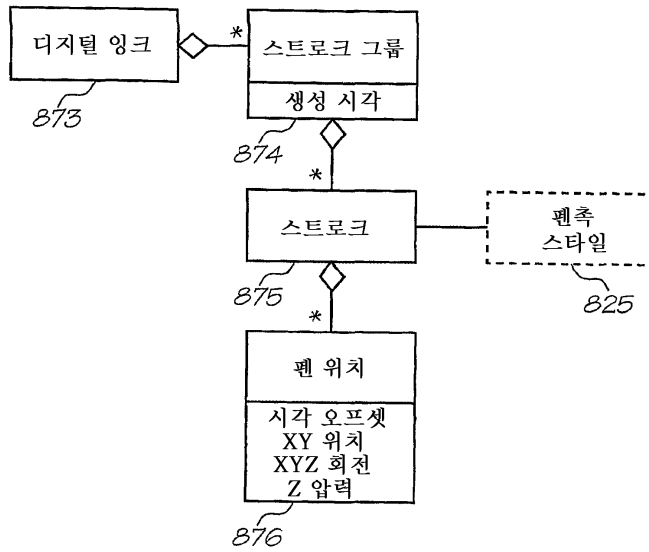 디지털 잉크
*
스트로크 그룹
생성 시각
873
874
*
스트로크
펜촉
스타일
875
825
*
펜 위치
시각 오프셋
XY 위치
XYZ 회전
Z 압력
876